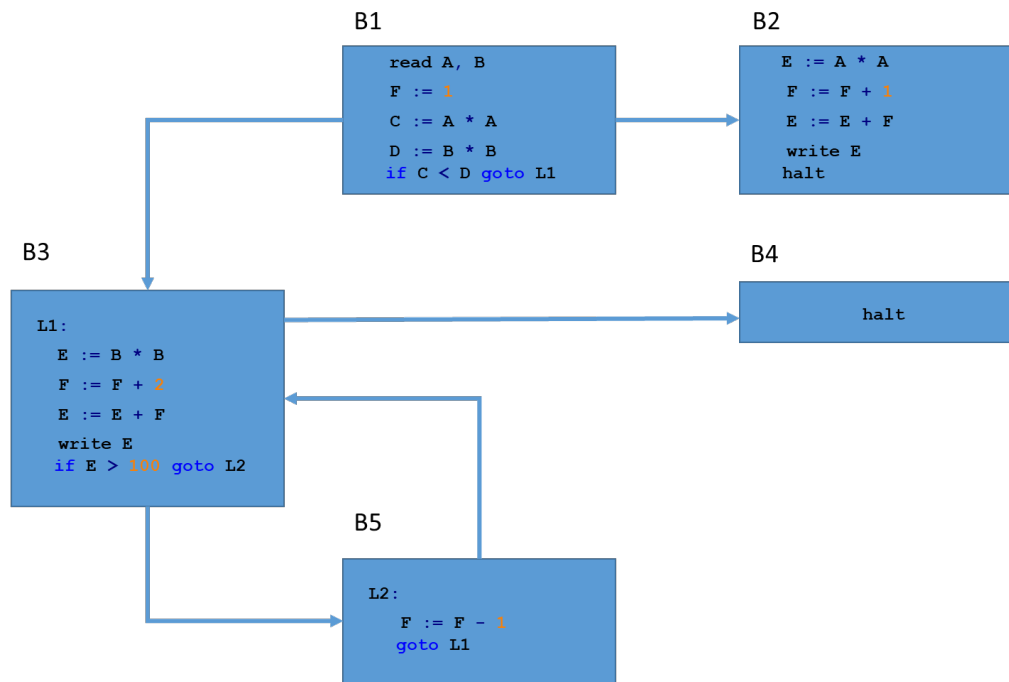 B1
read A, B
F := 1
C := A * A
D := B * B
if C < D goto L1
B2
E := A * A
F := F + 1
E := E + F
write E
halt
B3
L1:
E := B * B
F := F + 2
E := E + F
write E
if E > 100 goto L2
B4
halt
B5
L2:
F := F - 1
goto L1